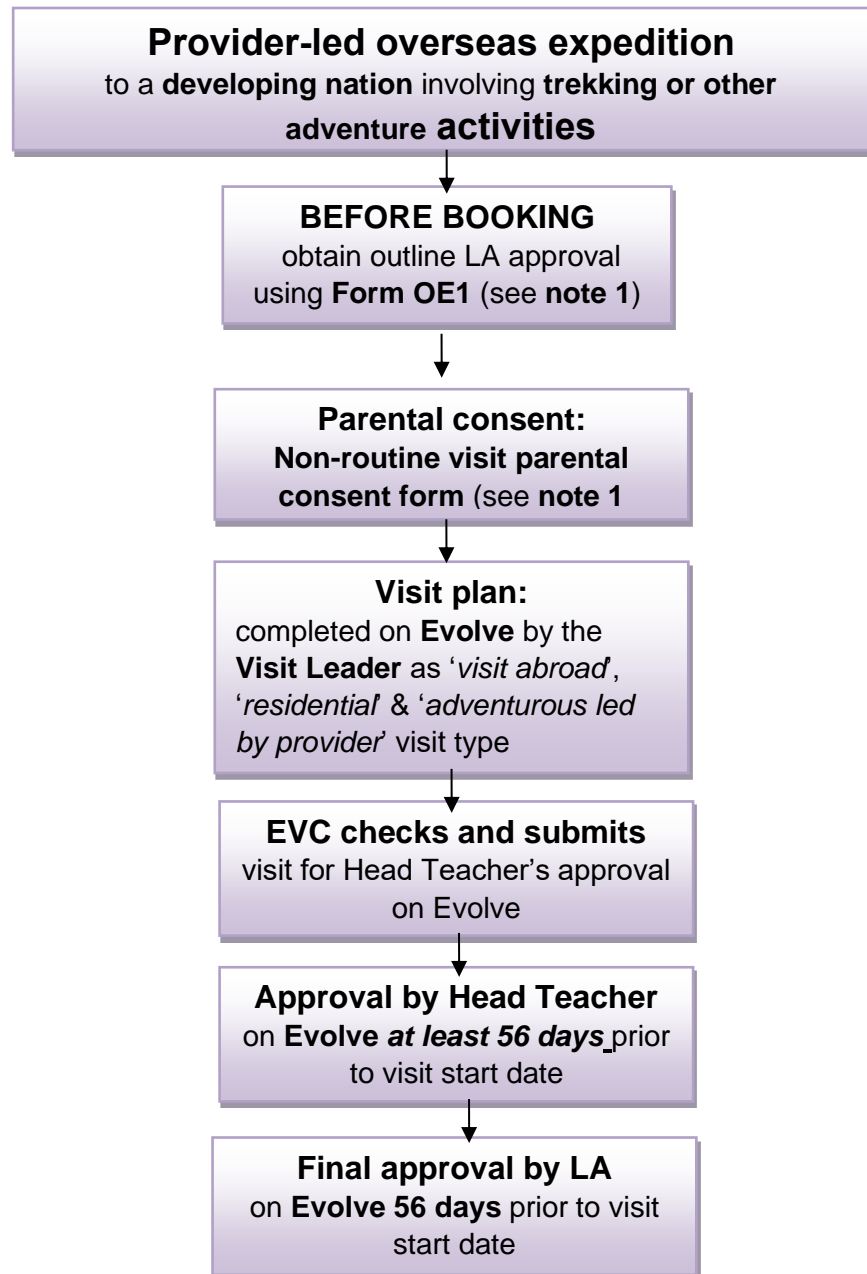 Provider-led overseas expedition
to a developing nation involving trekking or other
adventure activities
BEFORE BOOKING
obtain outline LA approval
using Form OE1 (see note 1)
Parental consent:
Non-routine visit parental
consent form (see note 1
Visit plan:
completed on Evolve by the
Visit Leader as ‘visit abroad’,
‘residential’ & ‘adventurous led
by provider’ visit type
EVC checks and submits
visit for Head Teacher’s approval
on Evolve
Approval by Head Teacher
on Evolve at least 56 days prior
to visit start date
Final approval by LA
on Evolve 56 days prior to visit
start date